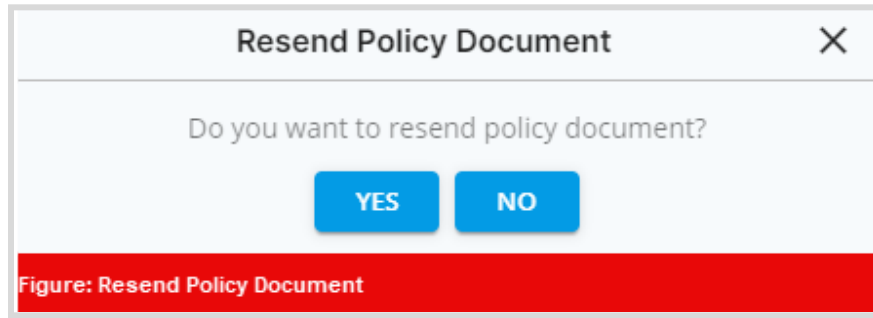 Resend Policy Document
Do you want to resend policy document?
YES NO
Figure: Resend Policy Document